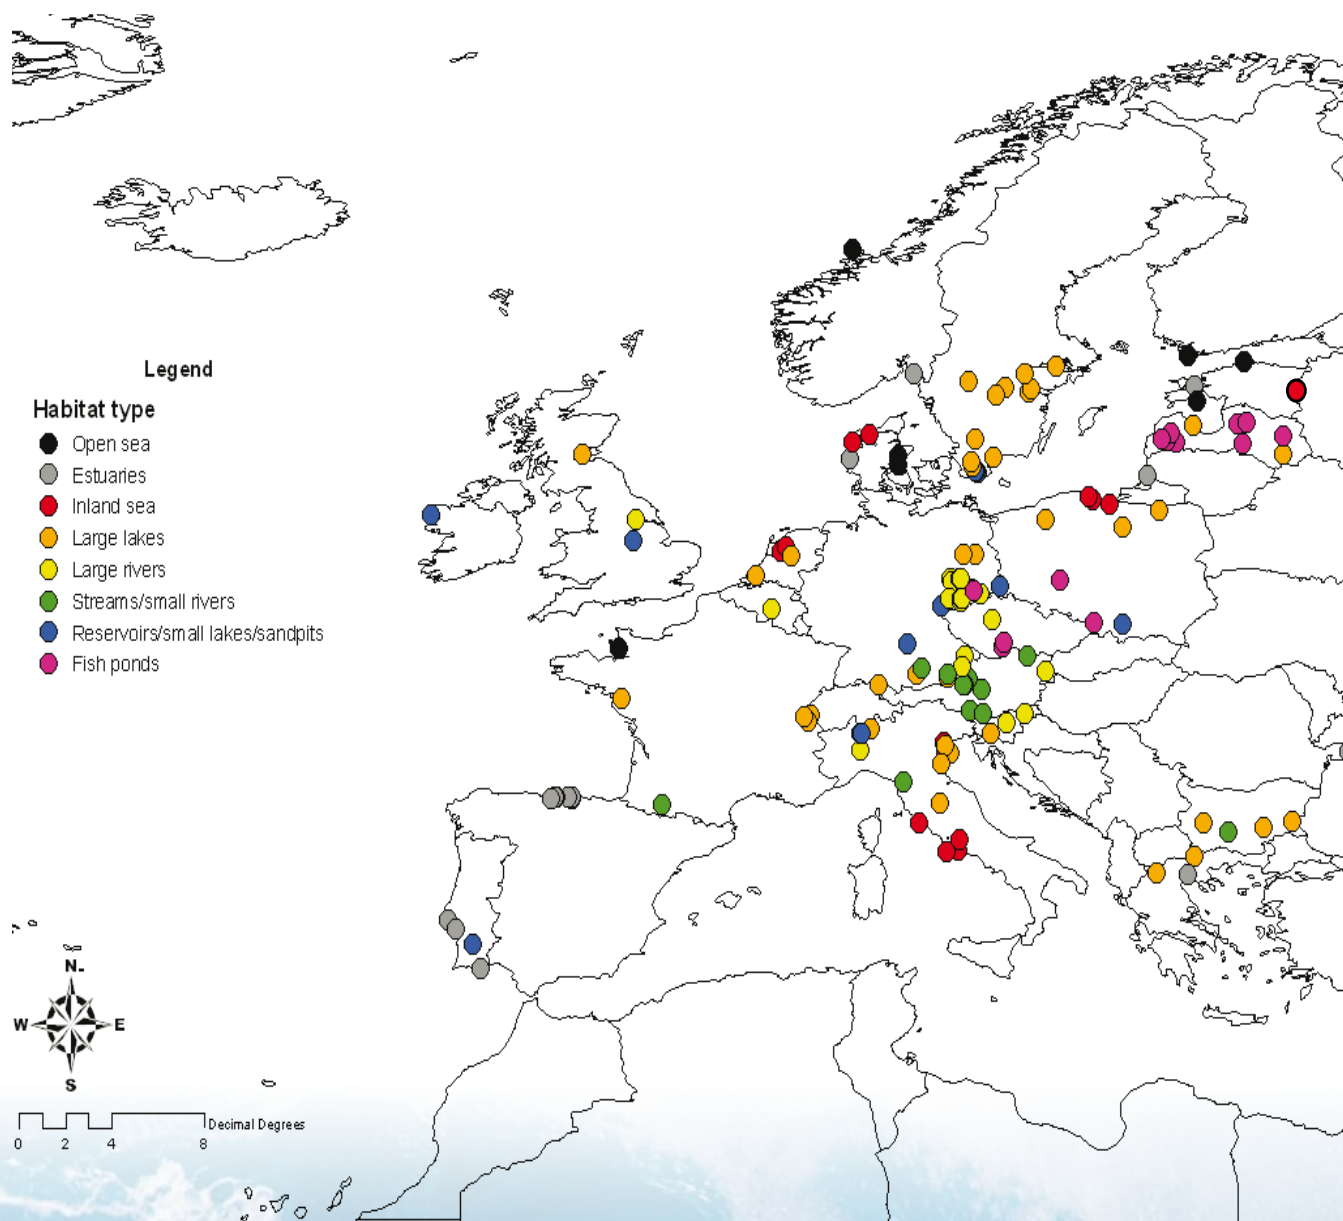 Legend
Habitat type
Open sea
Estuaries
Inland sea
Large lakes
Large rivers
Streams/small rivers
Reservoirs/small lakes/sandpits
Fish ponds
N
W E
S
Decimal Degrees
0 2 4 8